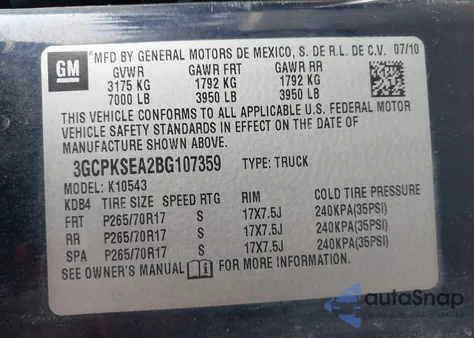 GM MFD BY GENERAL MOTORS DE MEXICO, S. DE R.L. DE C.V. 07/10
GVWR GAWR FRT GAWR RR
3175 KG 1792 KG 1792 KG
7000 LB 3950 LB 3950 LB
THIS VEHICLE CONFORMS TO ALL APPLICABLE U.S. FEDERAL MOTOR
VEHICLE SAFETY STANDARDS IN EFFECT ON THE DATE OF MANUFACTURE
SHOWN ABOVE.
3GCPKSEA2BG107359 TYPE: TRUCK
MODEL: K10543
KDB4 TIRE SIZE SPEED RTG RIM COLD TIRE PRESSURE
FRT P265/70R17 S 17X7.5J 240KPA(35PSI)
RR P265/70R17 S 17X7.5J 240KPA(35PSI)
SPA P265/70R17 S 17X7.5J 240KPA(35PSI)
SEE OWNER'S MANUAL i FOR MORE INFORMATION.
autoSnap